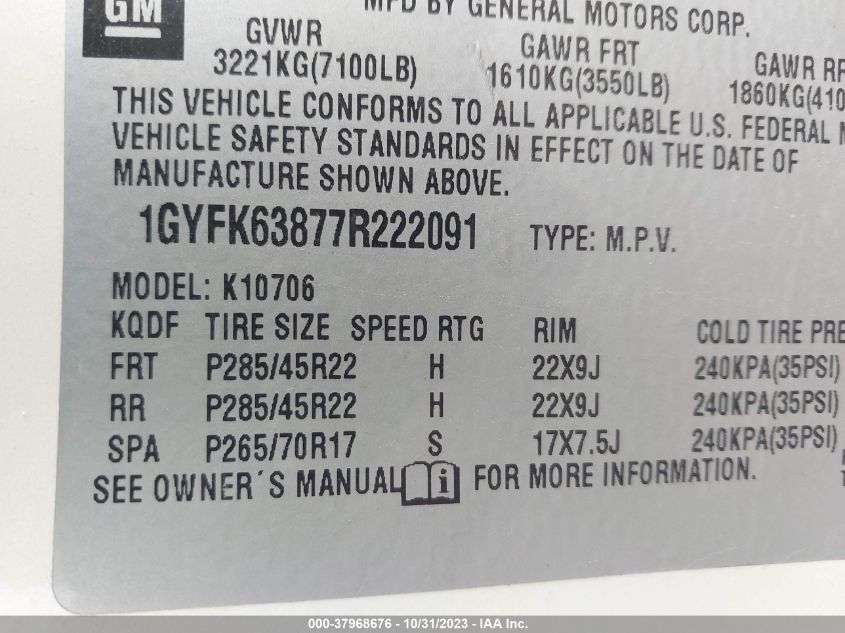 GM
MFD BY GENERAL MOTORS CORP.
GVWR GAWR FRT GAWR RR
3221KG(7100LB) 1610KG(3550LB) 1860KG(410
THIS VEHICLE CONFORMS TO ALL APPLICABLE U.S. FEDERAL
VEHICLE SAFETY STANDARDS IN EFFECT ON THE DATE OF
MANUFACTURE SHOWN ABOVE.
1GYFK63877R222091 TYPE: M.P.V.
MODEL: K10706
KQDF TIRE SIZE SPEED RTG RIM COLD TIRE PRE
FRT P285/45R22 H 22X9J 240KPA(35PSI)
RR P285/45R22 H 22X9J 240KPA(35PSI)
SPA P265/70R17 S 17X7.5J 240KPA(35PSI)
SEE OWNER´S MANUAL i FOR MORE INFORMATION.
000-37968676 - 10/31/2023 - IAA Inc.